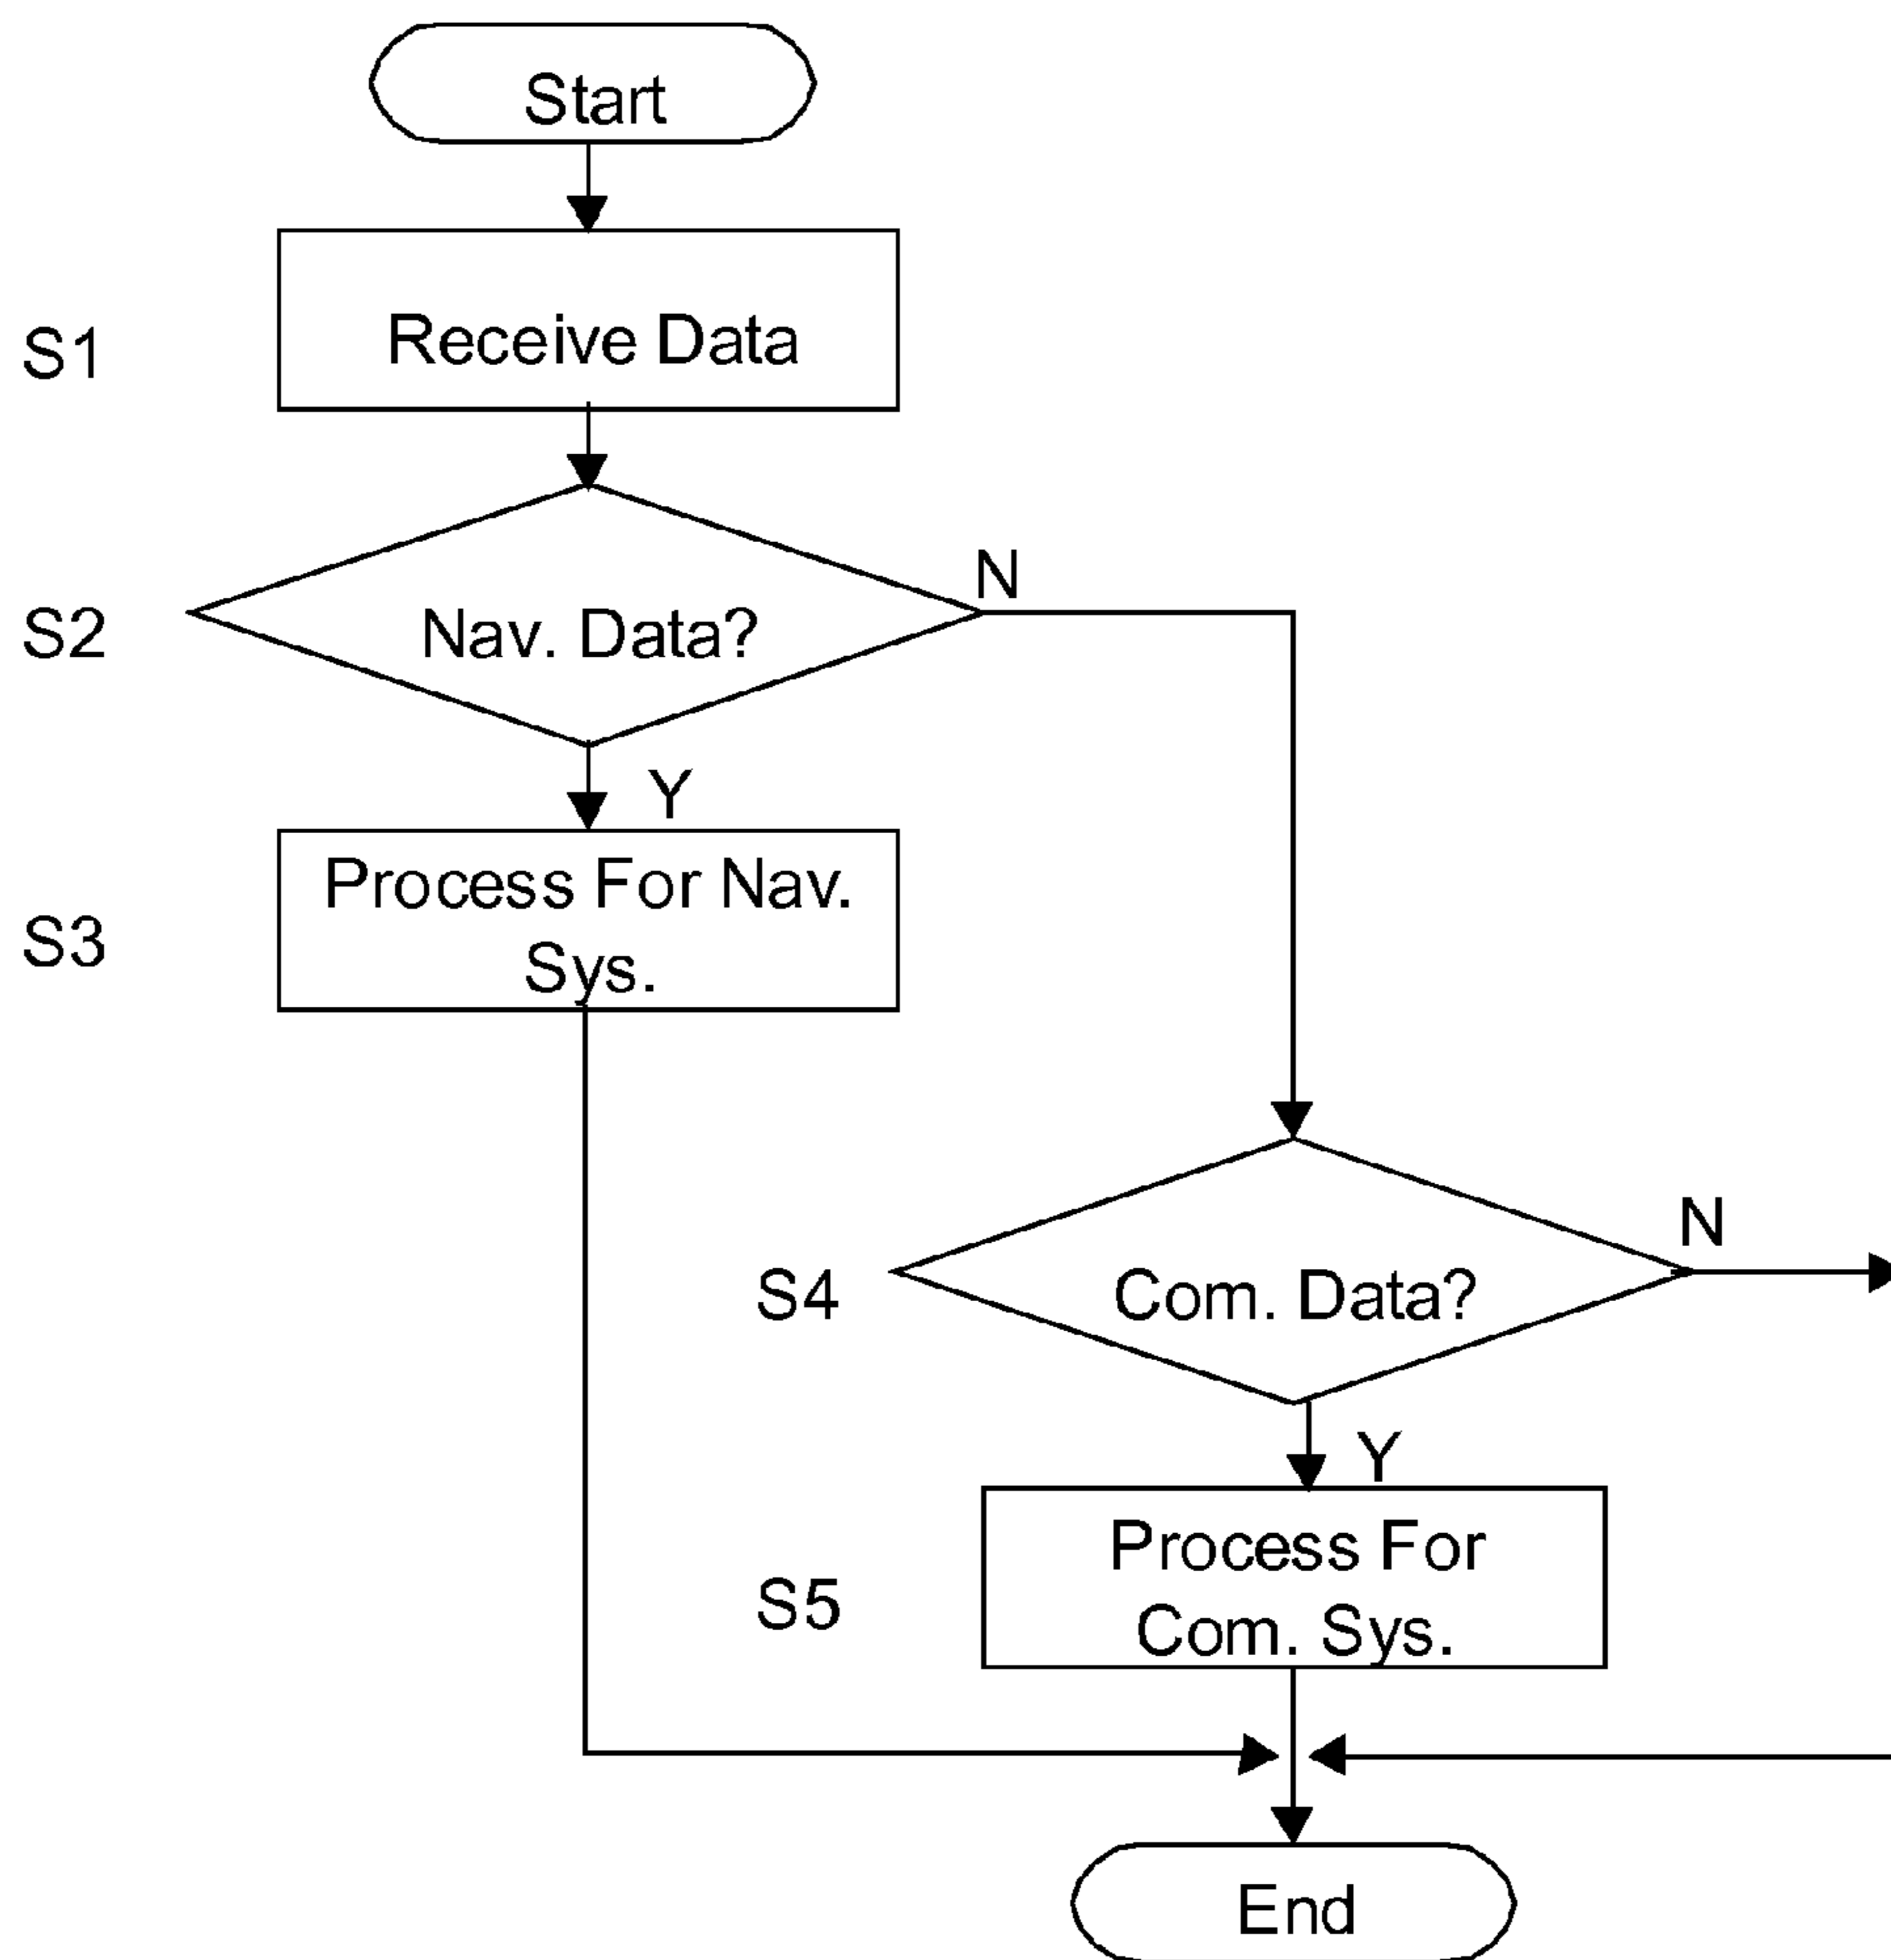 Start
S1
Receive Data
N
S2
Nav. Data?
Y
S3
Process For Nav.
Sys.
N
S4
Com. Data?
Y
S5
Process For
Com. Sys.
End